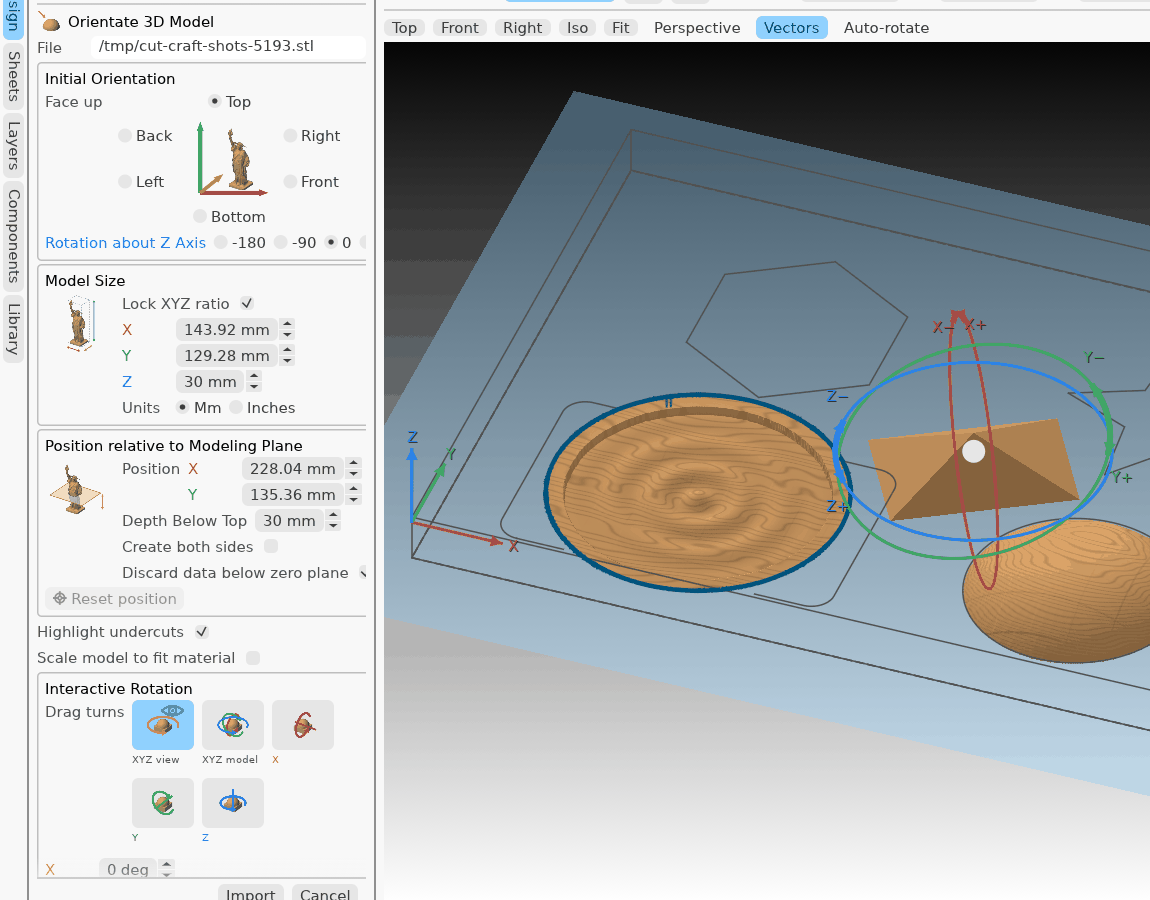 Orientate 3D Model
File /tmp/cut-craft-shots-5193.stl
Initial Orientation
Face up Top
Back Right
Left Front
Bottom
Rotation about Z Axis -180 -90 0
Model Size
Lock XYZ ratio
X 143.92 mm
Y 129.28 mm
Z 30 mm
Units Mm Inches
Position relative to Modeling Plane
Position X 228.04 mm
Y 135.36 mm
Depth Below Top 30 mm
Create both sides
Discard data below zero plane
Reset position
Highlight undercuts
Scale model to fit material
Interactive Rotation
Drag turns
XYZ view XYZ model X
Y Z
X 0 deg
Import Cancel
Sheets
Layers
Components
Library
Top Front Right Iso Fit Perspective Vectors Auto-rotate
X- X+
Y-
Z-
Z
Y
Y+
Z+
X